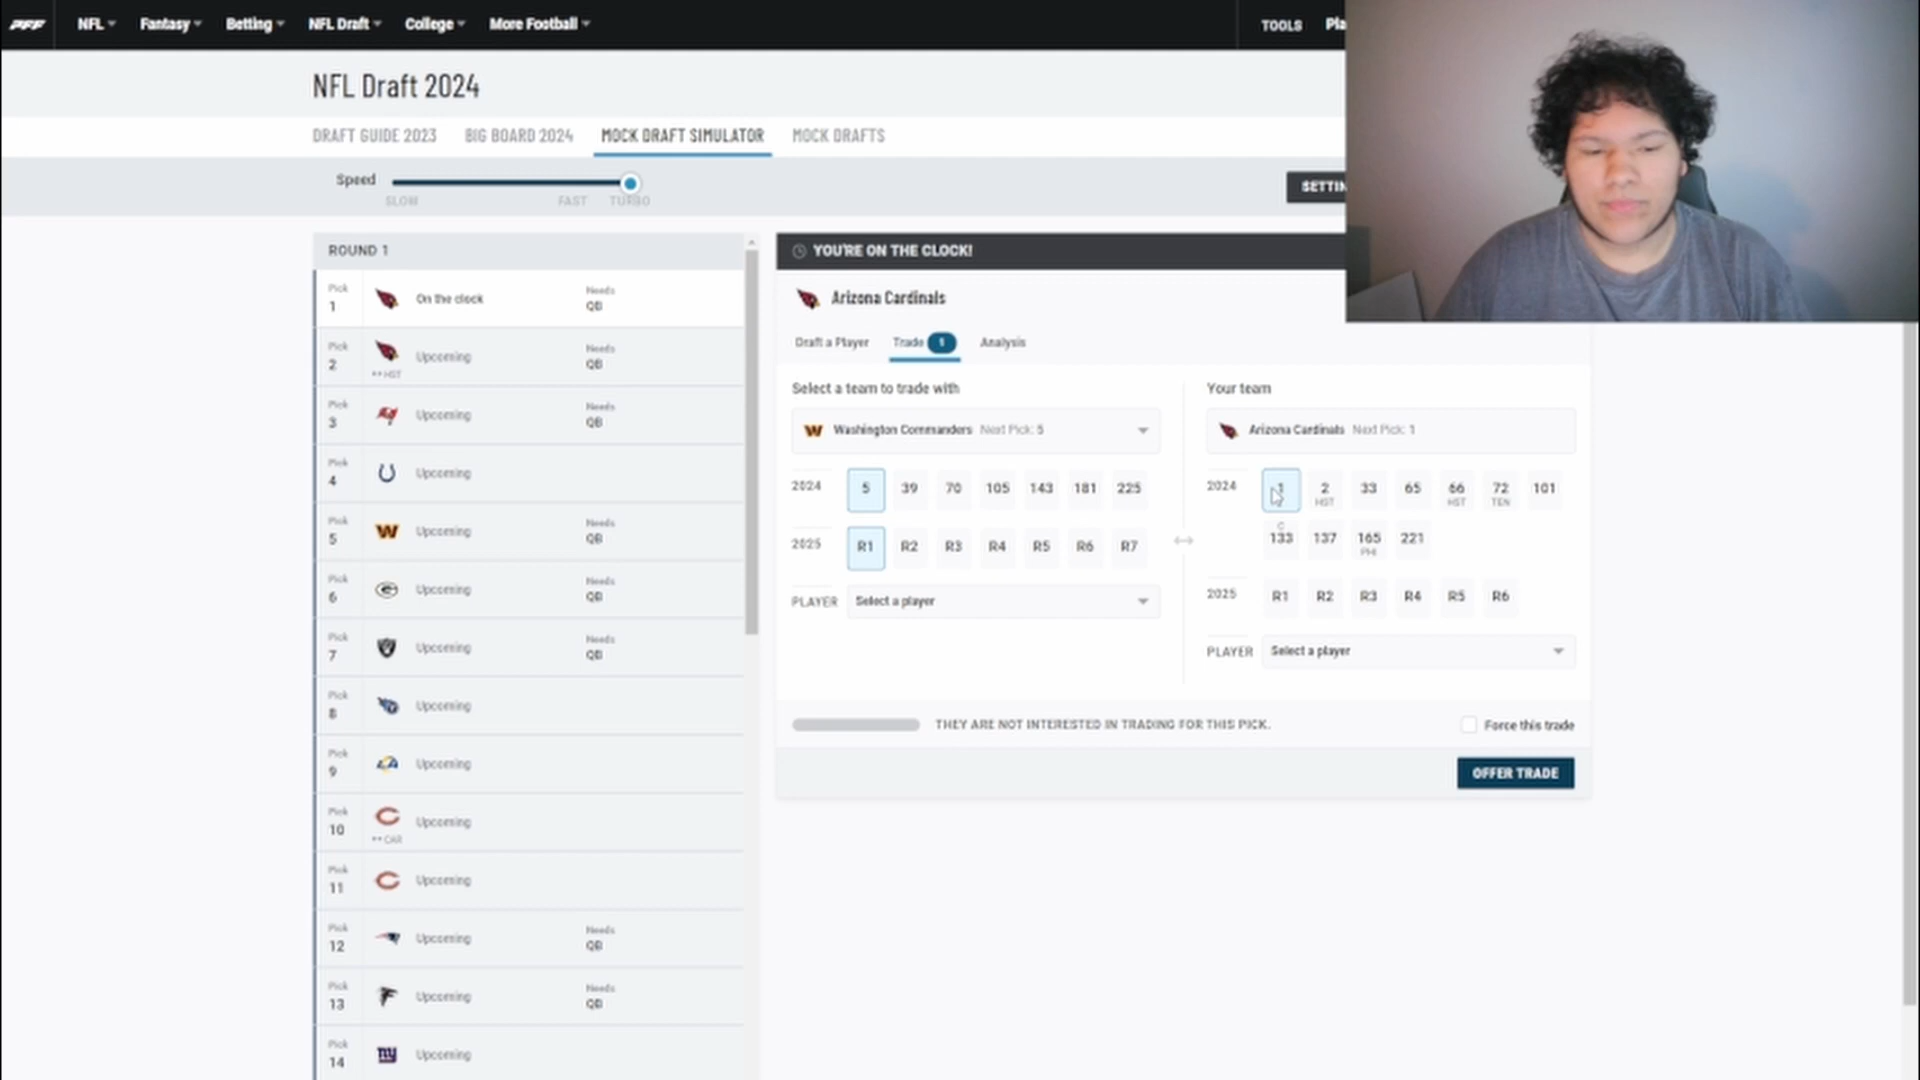 PFF NFL Fantasy Betting NFL Draft College More Football TOOLS
NFL Draft 2024
DRAFT GUIDE 2023 BIG BOARD 2024 MOCK DRAFT SIMULATOR MOCK DRAFTS
Speed
SLOW FAST TURBO
ROUND 1
Pick
1
On the clock
Needs
QB
Pick
2
HST
Upcoming
Needs
QB
Pick
3
Upcoming
Needs
QB
Pick
4
Upcoming
Pick
5
Upcoming
Needs
QB
Pick
6
Upcoming
Needs
QB
Pick
7
Upcoming
Needs
QB
Pick
8
Upcoming
Pick
9
Upcoming
Pick
10
CAR
Upcoming
Pick
11
Upcoming
Pick
12
Upcoming
Needs
QB
Pick
13
Upcoming
Needs
QB
Pick
14
Upcoming
YOU'RE ON THE CLOCK!
Arizona Cardinals
Draft a Player Trade 1 Analysis
Select a team to trade with
Washington Commanders Next Pick: 5
2024 5 39 70 105 143 181 225
2025 R1 R2 R3 R4 R5 R6 R7
PLAYER Select a player
Your team
Arizona Cardinals Next Pick: 1
2024 1 2 33 65 66 72 101
HST HST TEN
C
133 137 165 221
PHI
2025 R1 R2 R3 R4 R5 R6
PLAYER Select a player
THEY ARE NOT INTERESTED IN TRADING FOR THIS PICK.
Force this trade
OFFER TRADE